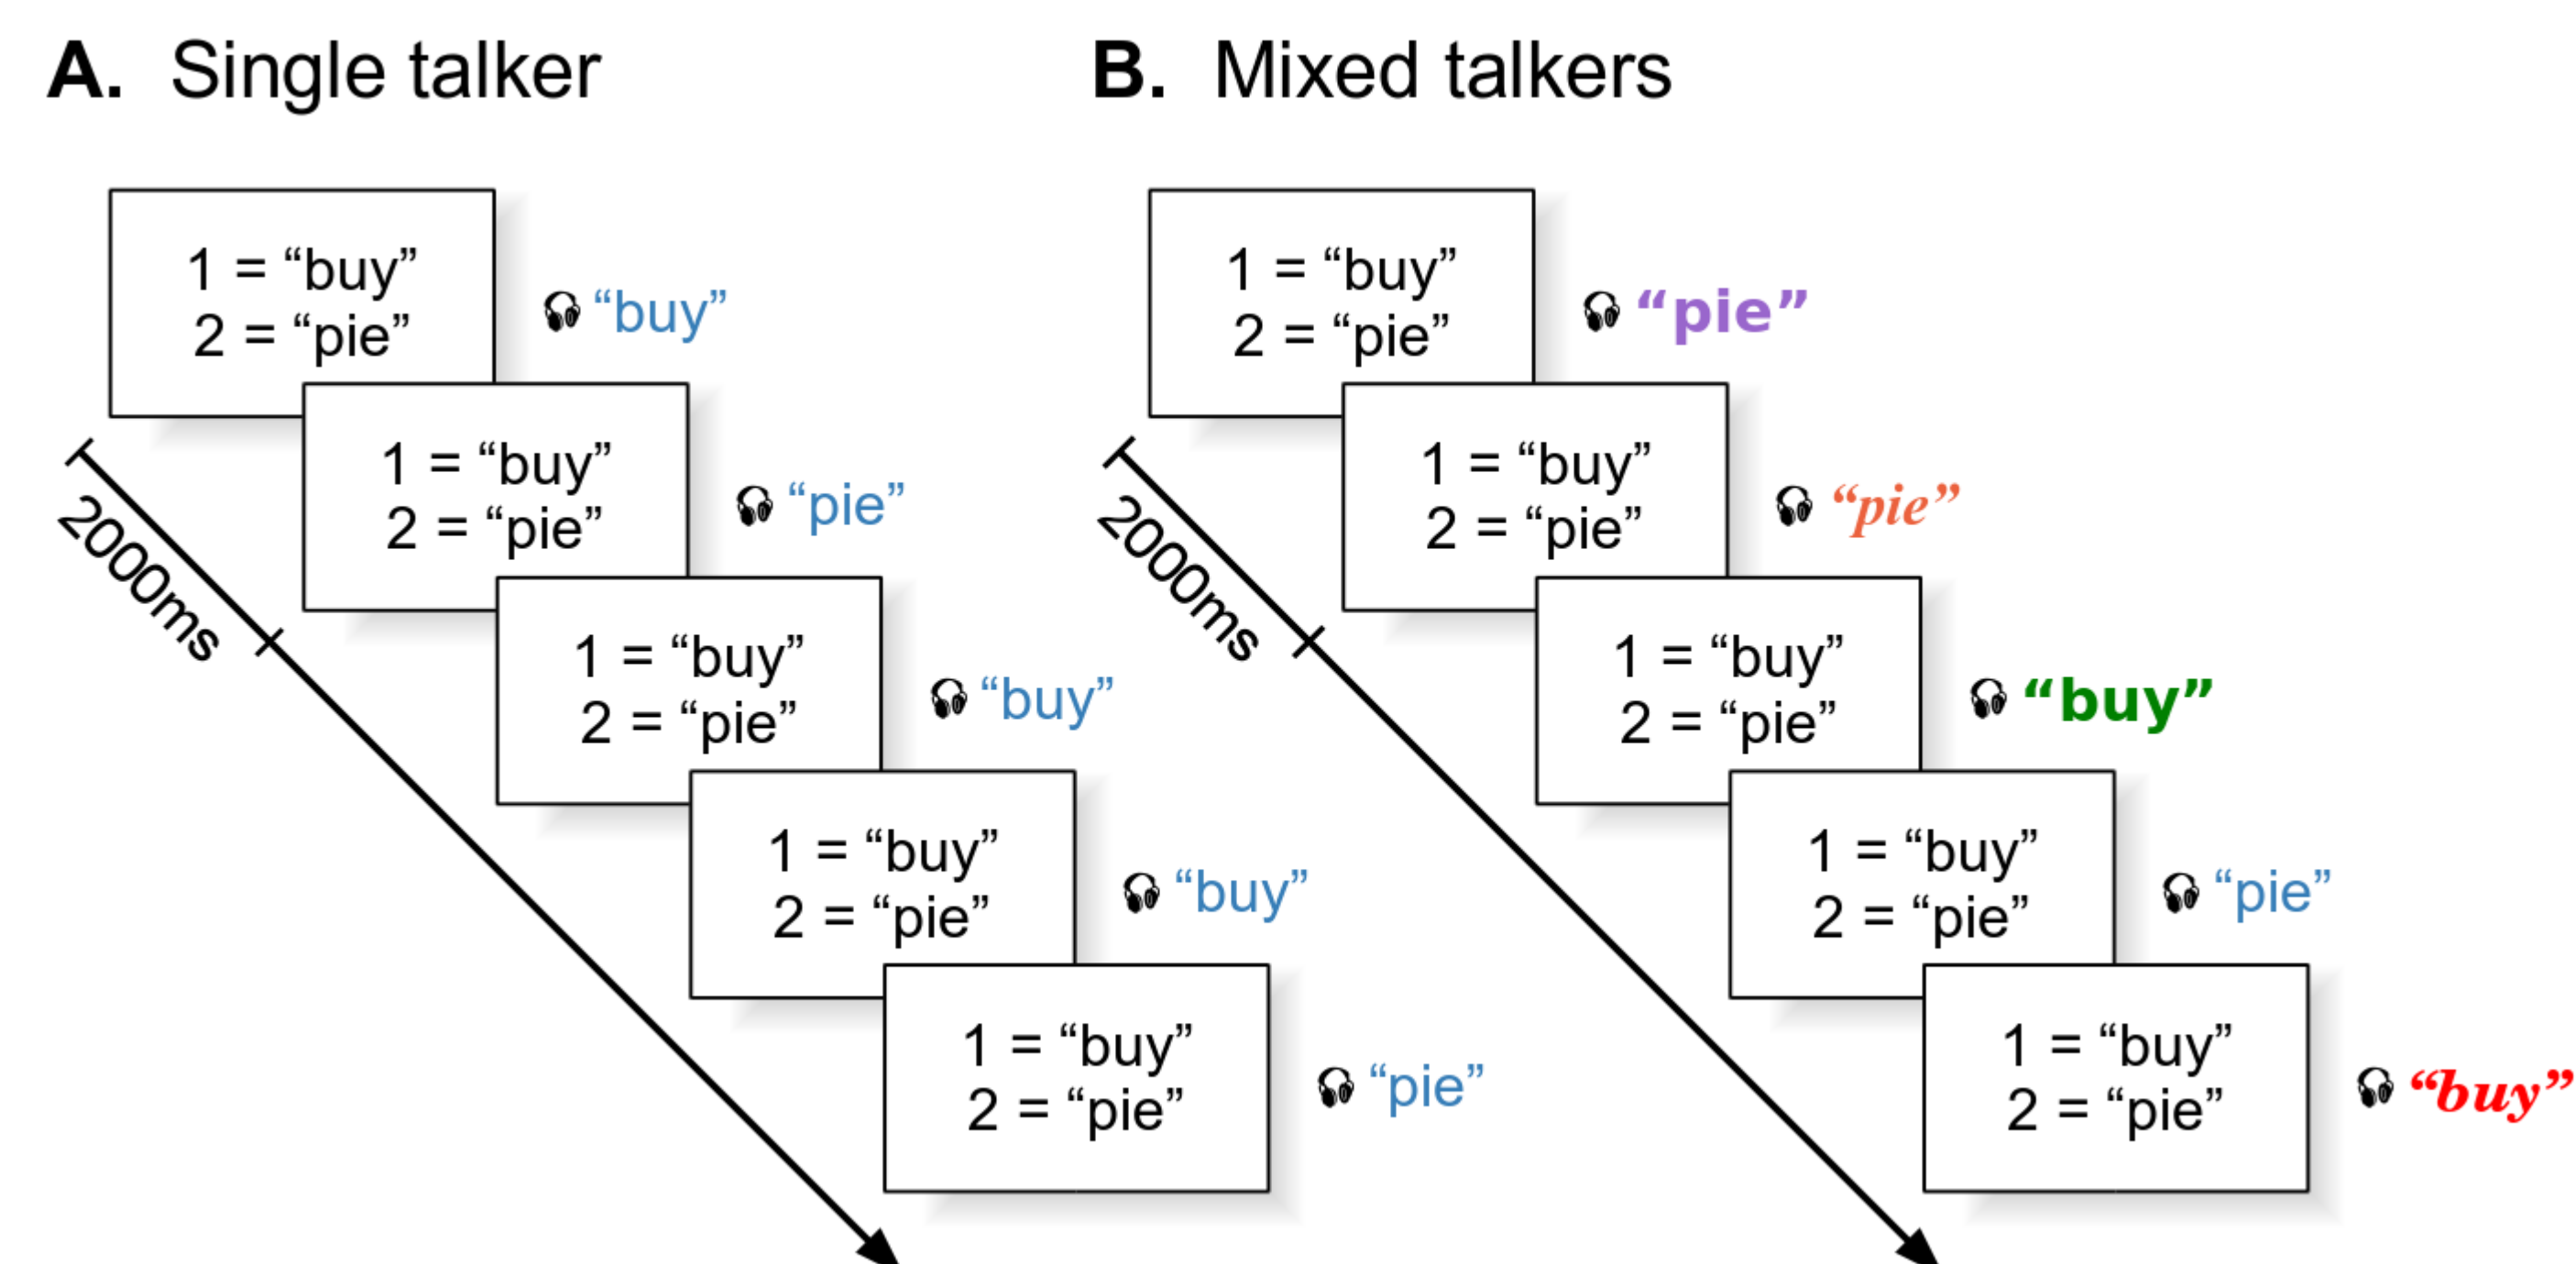 A. Single talker
1 = “buy”
2 = “pie”
“buy”
1 = “buy”
2 = “pie”
“pie”
1 = “buy”
2 = “pie”
“buy”
1 = “buy”
2 = “pie”
“buy”
1 = “buy”
2 = “pie”
“pie”
2000ms
B. Mixed talkers
1 = “buy”
2 = “pie”
“pie”
1 = “buy”
2 = “pie”
“pie”
1 = “buy”
2 = “pie”
“buy”
1 = “buy”
2 = “pie”
“pie”
1 = “buy”
2 = “pie”
“buy”
2000ms